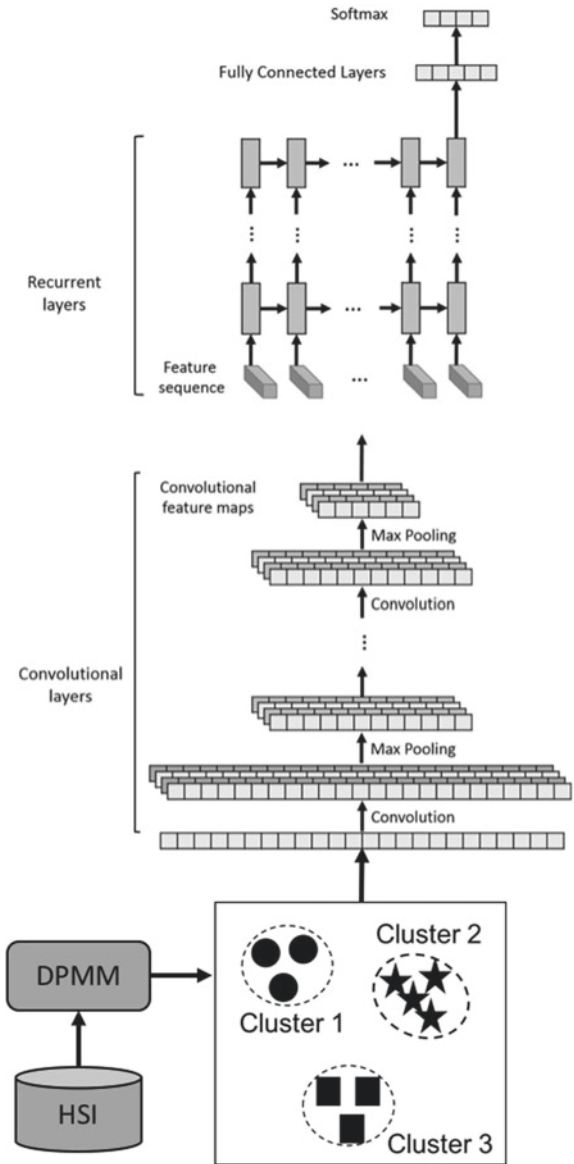 Softmax
Fully Connected Layers
...
⋮ ⋮ ⋮ ⋮
Recurrent
layers
...
Feature
sequence
...
Convolutional
feature maps
Max Pooling
Convolution
⋮
Convolutional
layers
Max Pooling
Convolution
Cluster 2
DPMM
Cluster 1
HSI
Cluster 3